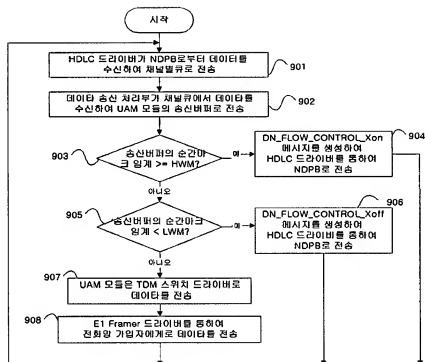 시작
HDLC 드라이버가 NDPB로부터 데이터를
수신하여 채널별큐로 전송
901
데이타 송신 처리부가 채널큐에서 데이타를
수신하여 UAM 모듈의 송신버퍼로 전송
902
송신버퍼의 순간마
크 임계 >= HWM?
903
예
DN_FLOW_CONTROL_Xon
메시지를 생성하여
HDLC 드라이버를 통하여
NDPB로 전송
904
아니오
송신버퍼의 순간마크
임계 < LWM?
905
예
DN_FLOW_CONTROL_Xoff
메시지를 생성하여
HDLC 드라이버를 통하여
NDPB로 전송
906
아니오
907
UAM 모듈은 TDM 스위치 드라이버로
데이타를 전송
908
E1 Framer 드라이버를 통하여
전화망 가입자에게로 데이타를 전송